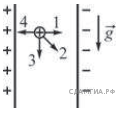 + 4 ⊕ 1 − g
+ 2 −
+ 3 −
+ −
+ −
+ −
СДАМГИА.РФ